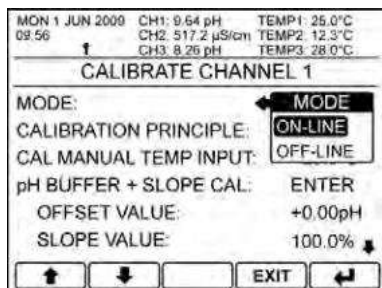 MON 1 JUN 2009 CH1: 9.64 pH TEMP1: 25.0°C
09:56 CH2: 517.2 µS/cm TEMP2: 12.3°C
CH3: 8.26 pH TEMP3: 28.0°C
CALIBRATE CHANNEL 1
MODE: MODE
CALIBRATION PRINCIPLE: ON-LINE
CAL MANUAL TEMP INPUT: OFF-LINE
pH BUFFER + SLOPE CAL: ENTER
OFFSET VALUE: +0.00pH
SLOPE VALUE: 100.0%
EXIT